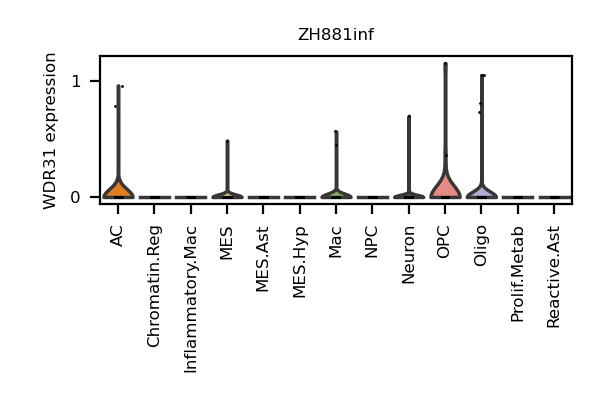 ZH881inf
WDR31 expression
1
0
AC
Chromatin.Reg
Inflammatory.Mac
MES
MES.Ast
MES.Hyp
Mac
NPC
Neuron
OPC
Oligo
Prolif.Metab
Reactive.Ast